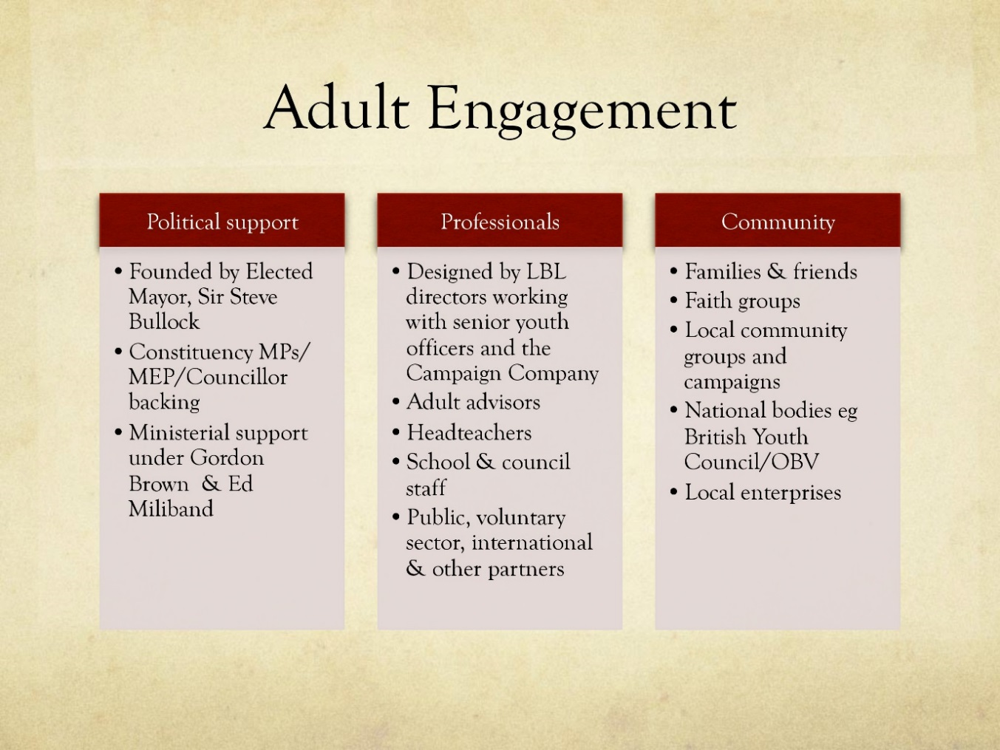 Adult Engagement
Political support
• Founded by Elected
Mayor, Sir Steve
Bullock
• Constituency MPs/
MEP/Councillor
backing
• Ministerial support
under Gordon
Brown  & Ed
Miliband
Professionals
• Designed by LBL
directors working
with senior youth
officers and the
Campaign Company
• Adult advisors
• Headteachers
• School & council
staff
• Public, voluntary
sector, international
& other partners
Community
• Families & friends
• Faith groups
• Local community
groups and
campaigns
• National bodies eg
British Youth
Council/OBV
• Local enterprises